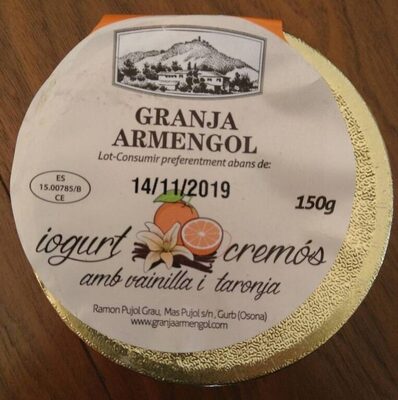 GRANJA
ARMENGOL
Lot-Consumir preferentment abans de:
14/11/2019
ES
15.00785/B
CE
150g
iogurt cremós
amb vainilla i taronja
Ramon Pujol Grau, Mas Pujol s/n, Gurb (Osona)
www.granjaarmengol.com